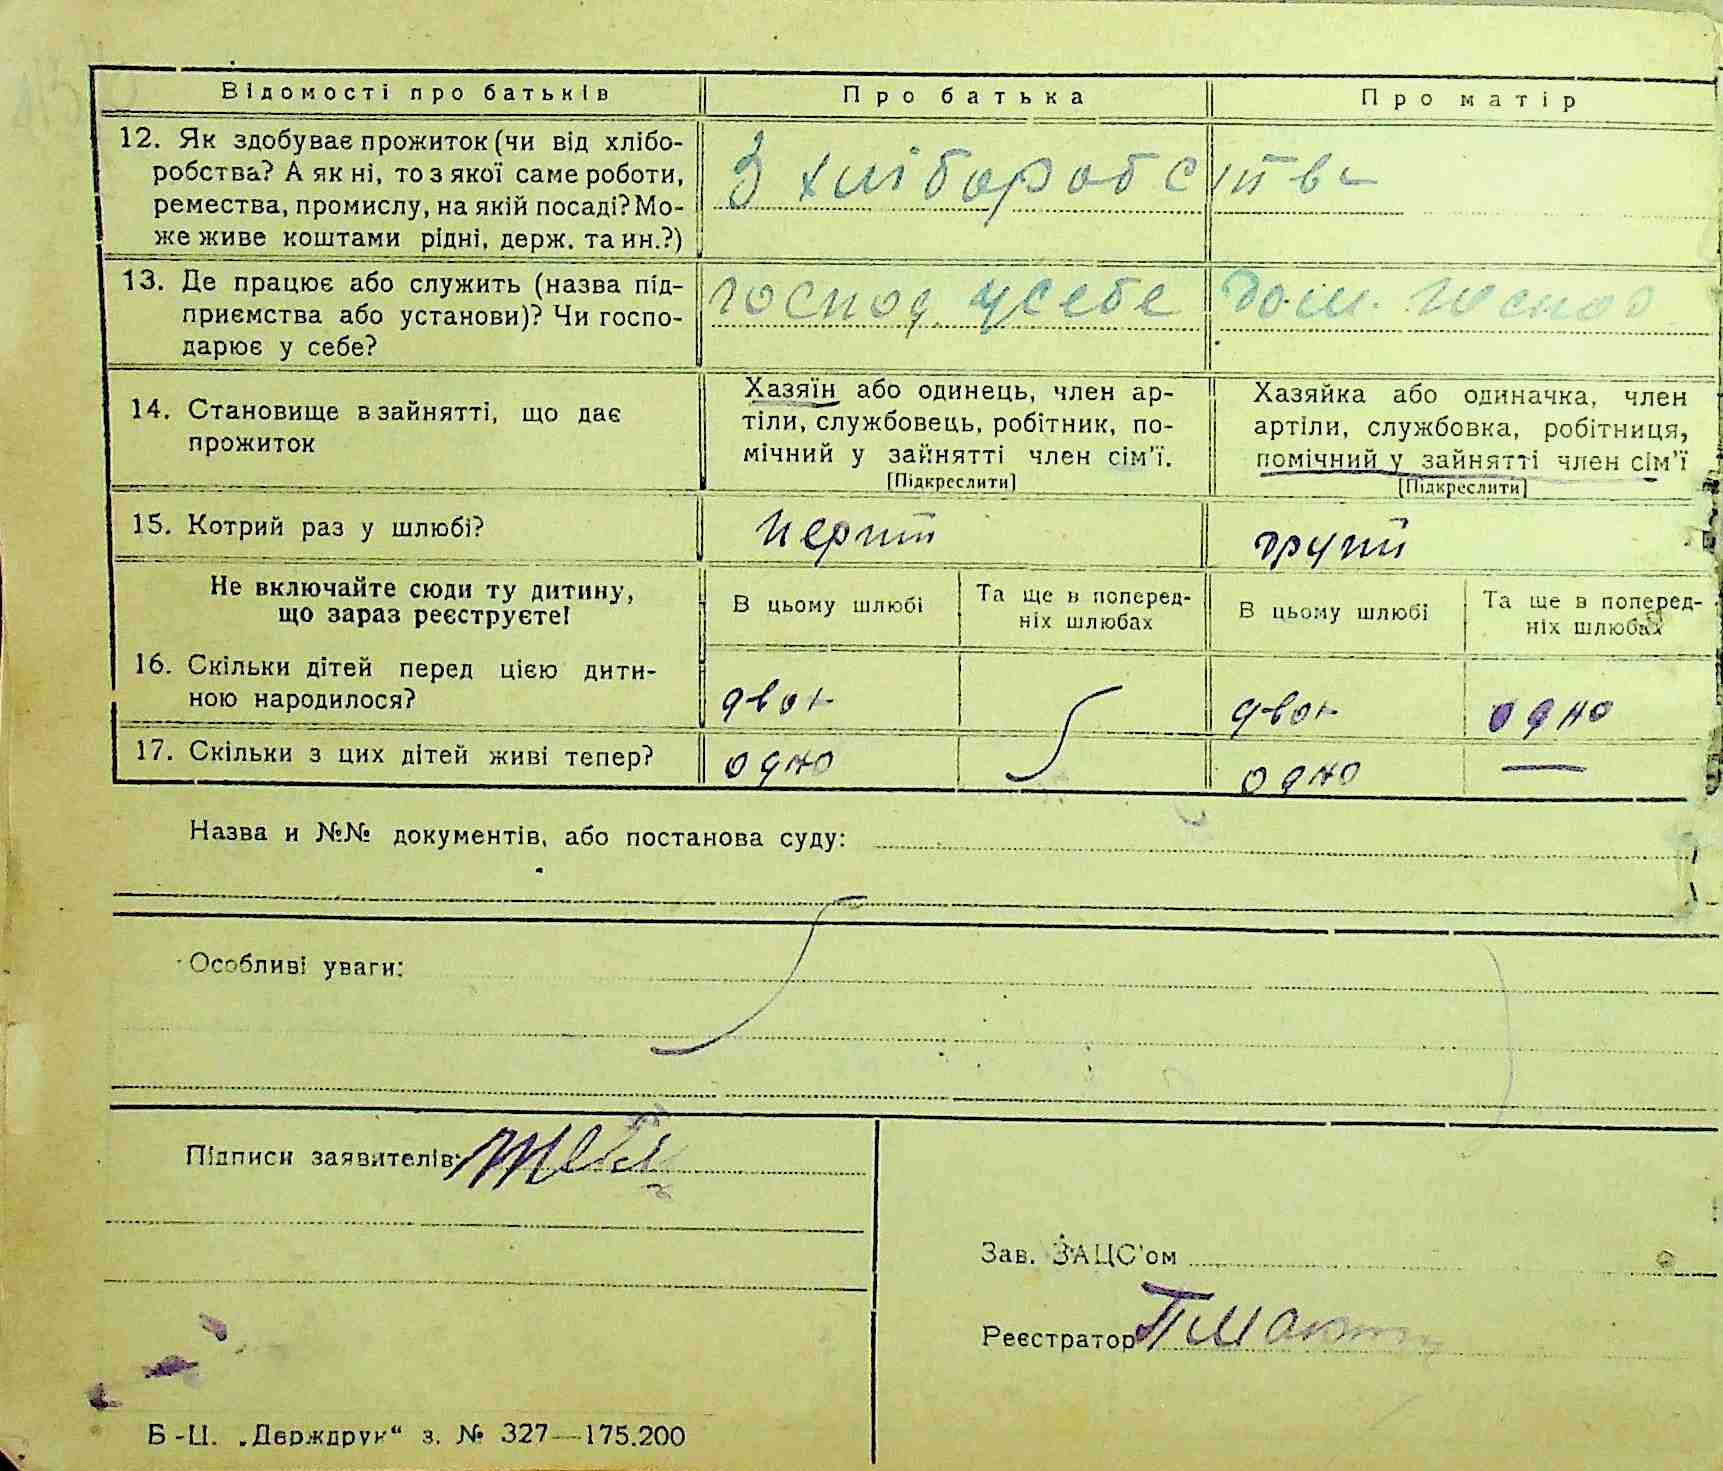 Відомості про батьків Про батька Про матір
12. Як здобуває прожиток (чи від хлібо-
робства? А як ні, то з якої саме роботи,
ремества, промислу, на якій посаді? Мо-
же живе коштами рідні, держ. та ин.?)
З хліборобства
13. Де працює або служить (назва під-
приємства або установи)? Чи госпо-
дарює у себе?
господ. у себе дом. господ.
14. Становище в зайнятті, що дає
прожиток
Хазяїн або одинець, член ар-
тіли, службовець, робітник, по-
мічний у зайнятті член сім'ї.
[Підкреслити]
Хазяйка або одиначка, член
артіли, службовка, робітниця,
помічний у зайнятті член сім'ї
[Підкреслити]
15. Котрий раз у шлюбі? другий
Не включайте сюди ту дитину,
що зараз реєструєте!
В цьому шлюбі
Та ще в поперед-
ніх шлюбах
В цьому шлюбі
Та ще в поперед-
ніх шлюбах
16. Скільки дітей перед цією дити-
ною народилося?
двоє двоє одно
17. Скільки з цих дітей живі тепер? одно одно —
Назва и №№ документів, або постанова суду:
Особливі уваги:
Підписи заявителів:
Зав. ЗАЦС'ом
Реєстратор
Б-Ц. „Держдрук“ з. № 327—175.200